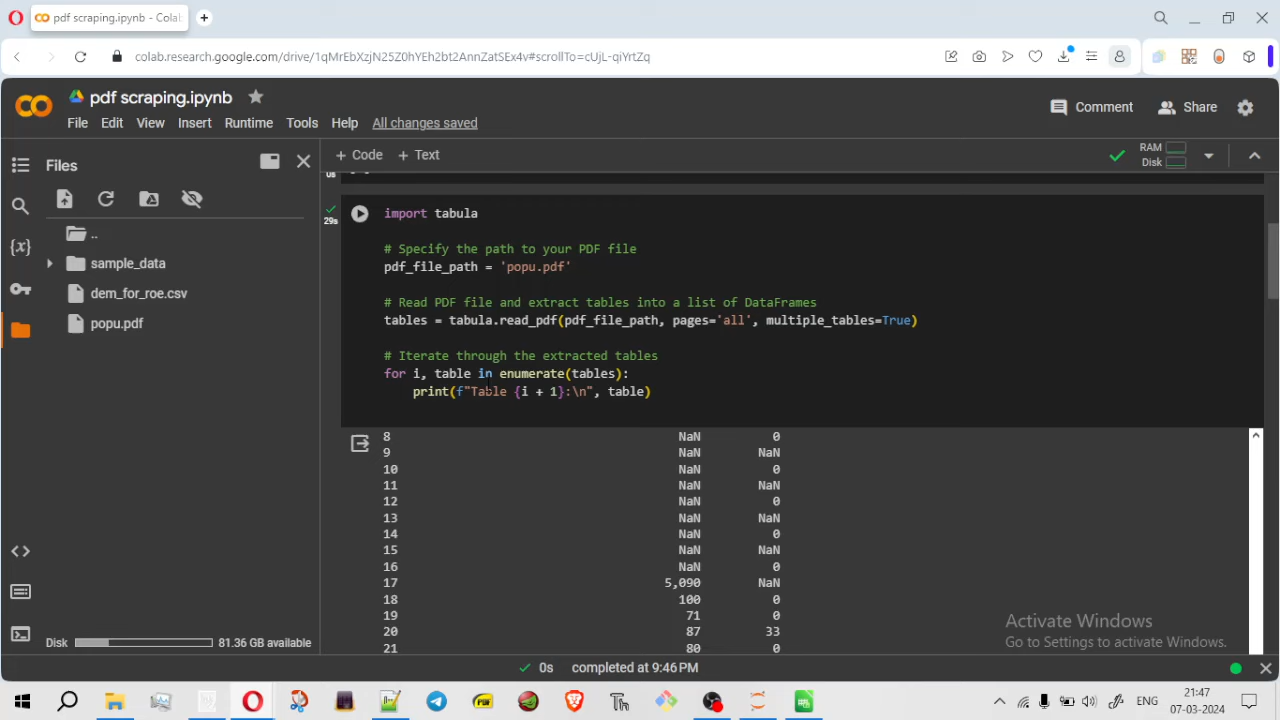 pdf scraping.ipynb - Colab
colab.research.google.com/drive/1qMrEbXzjN25Z0hYEh2bt2AnnZatSEx4v#scrollTo=cUjL-qiYrtZq
pdf scraping.ipynb
File Edit View Insert Runtime Tools Help All changes saved
Comment
Share
Files
+ Code + Text
RAM
Disk
..
sample_data
dem_for_roe.csv
popu.pdf
{x}
Disk 81.36 GB available
0s
29s
import tabula
# Specify the path to your PDF file
pdf_file_path = 'popu.pdf'
# Read PDF file and extract tables into a list of DataFrames
tables = tabula.read_pdf(pdf_file_path, pages='all', multiple_tables=True)
# Iterate through the extracted tables
for i, table in enumerate(tables):
print(f"Table {i + 1}:\n", table)
8 NaN 0
9 NaN NaN
10 NaN 0
11 NaN NaN
12 NaN 0
13 NaN NaN
14 NaN 0
15 NaN NaN
16 NaN 0
17 5,090 NaN
18 100 0
19 71 0
20 87 33
21 80 0
Activate Windows
Go to Settings to activate Windows.
0s completed at 9:46 PM
ENG
21:47
07-03-2024